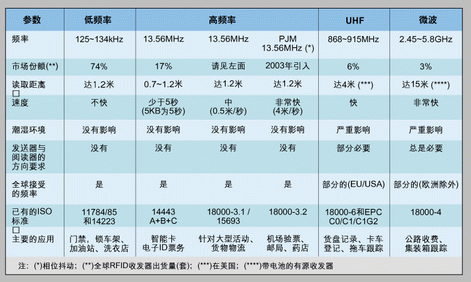 参数 低频率 高频率 UHF 微波
频率 125~134kHz 13.56MHz 13.56MHz PJM 13.56MHz (*) 868~915MHz 2.45~5.8GHz
市场份额(**) 74% 17% 请见左面 2003年引入 6% 3%
读取距离 达1.2米 0.7~1.2米 达1.2米 达1.2米 达4米 (***) 达15米 (****)
速度 不快 少于5秒 (5KB为5秒) 中 (0.5米/秒) 非常快 (4米/秒) 快 非常快
潮湿环境 没有影响 没有影响 没有影响 没有影响 严重影响 严重影响
发送器与阅读器的方向要求 没有 没有 没有 没有 部分必要 总是必要
全球接受的频率 是 是 是 是 部分的(EU/USA) 部分的(欧洲除外)
已有的ISO标准 11784/85和14223 14443 A+B+C 18000-3.1 / 15693 18000-3.2 18000-6和EPC C0/C1/C1G2 18000-4
主要的应用 门禁、锁车架、加油站、洗衣店 智能卡 电子ID票务 针对大型活动、货物物流 机场验票、邮局、药店 货盘记录、卡车登记、拖车跟踪 公路收费、集装箱跟踪
注: (*)相位抖动; (**)全球RFID收发器出货量(套); (***)在美国; (****)带电池的有源收发器